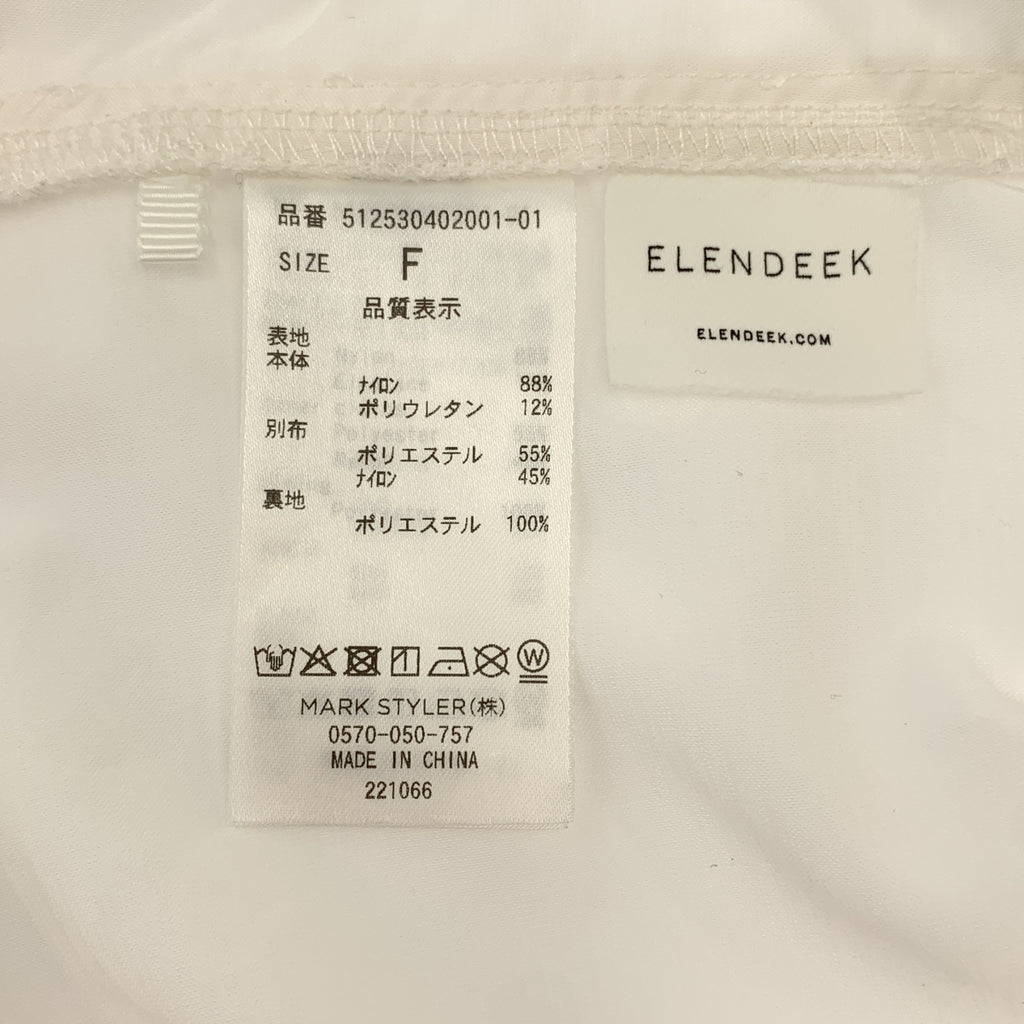 品番 512530402001-01
SIZE F
品質表示
表地
本体
ナイロン 88%
ポリウレタン 12%
別布
ポリエステル 55%
ナイロン 45%
裏地
ポリエステル 100%
W
MARK STYLER(株)
0570-050-757
MADE IN CHINA
221066
ELENDEEK
ELENDEEK.COM